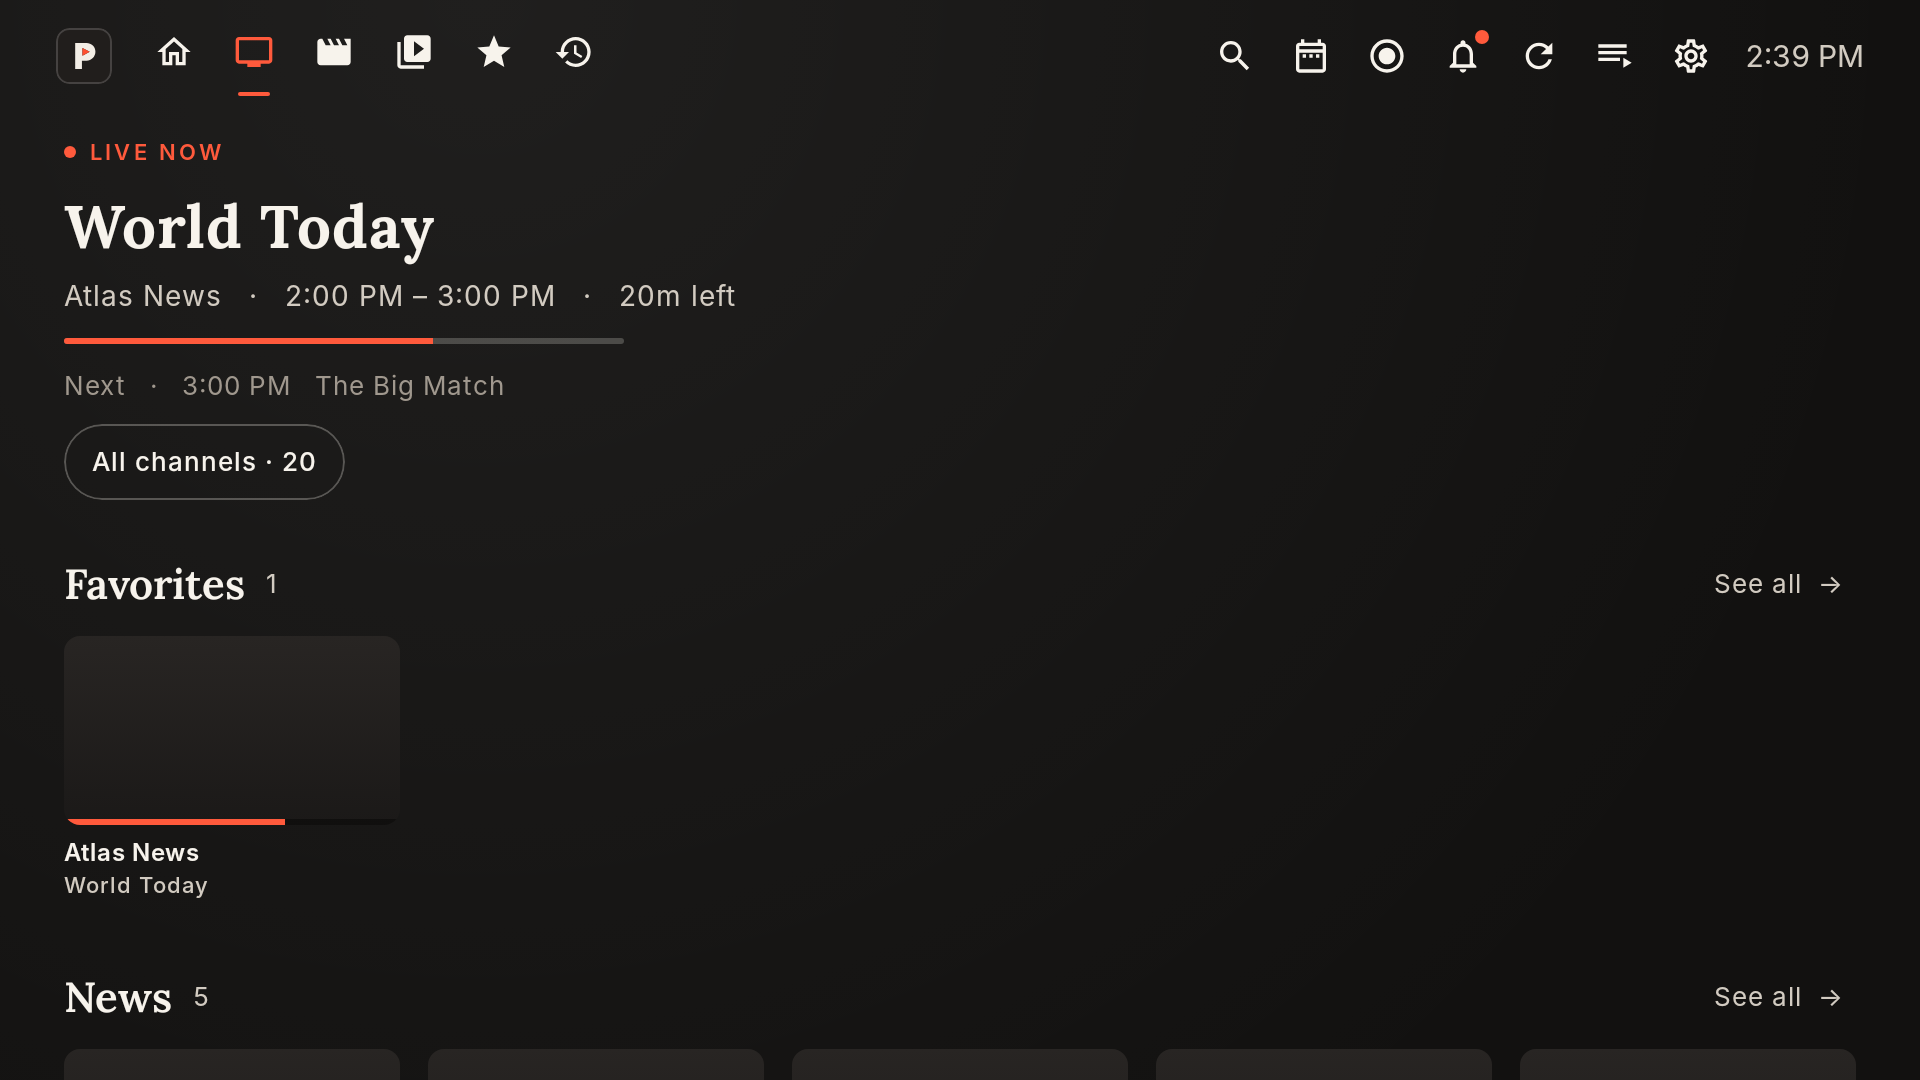 P
2:39 PM
LIVE NOW
World Today
Atlas News · 2:00 PM – 3:00 PM · 20m left
Next · 3:00 PM The Big Match
All channels · 20
Favorites 1
See all →
Atlas News
World Today
News 5
See all →